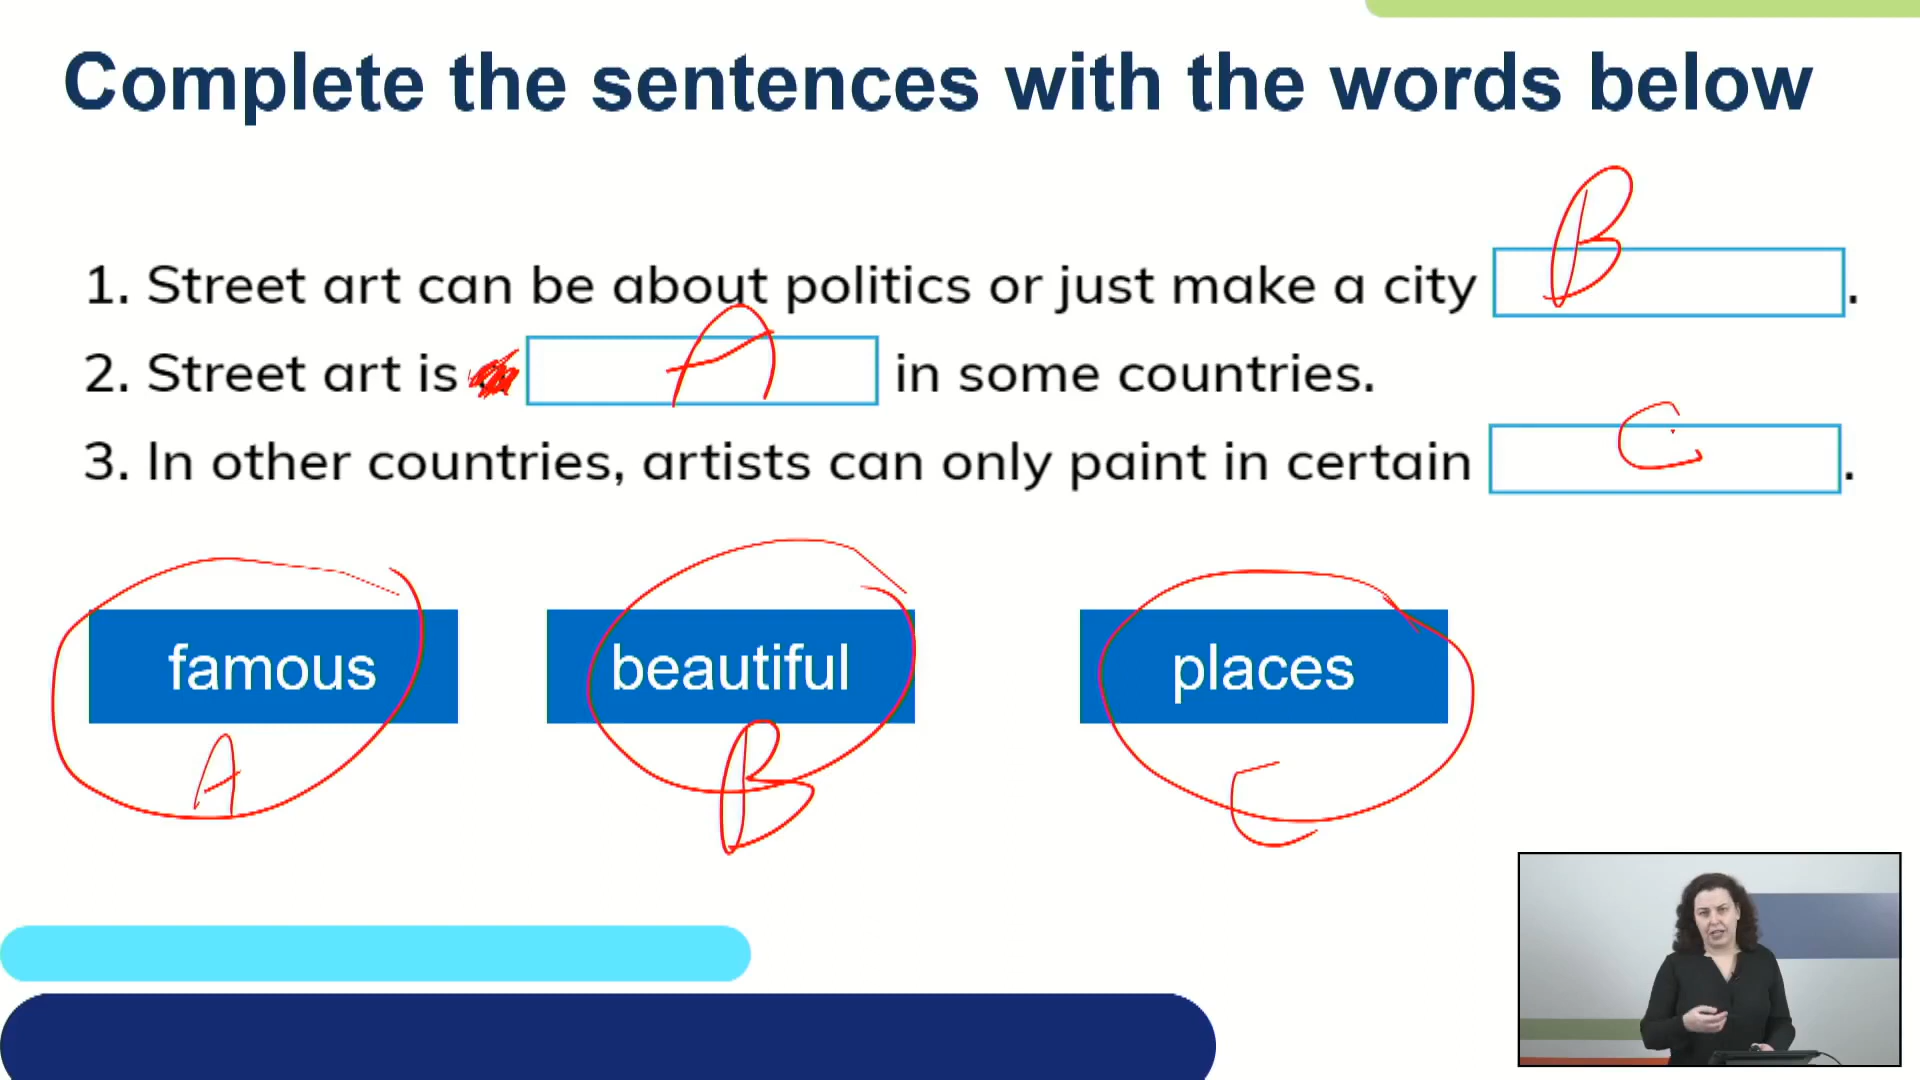 Complete the sentences with the words below
B
1. Street art can be about politics or just make a city .
2. Street art is A in some countries.
3. In other countries, artists can only paint in certain C .
famous beautiful places
A B C